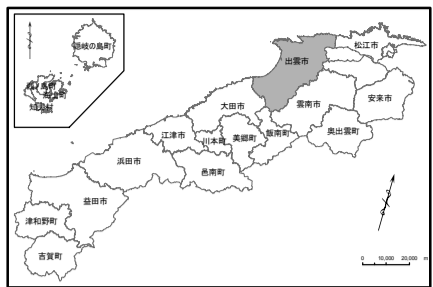 隠岐の島町
松江市
出雲市
安来市
大田市
雲南市
奥出雲町
飯南町
江津市
美郷町
川本町
浜田市
邑南町
益田市
津和野町
吉賀町
0 10,000 20,000 m